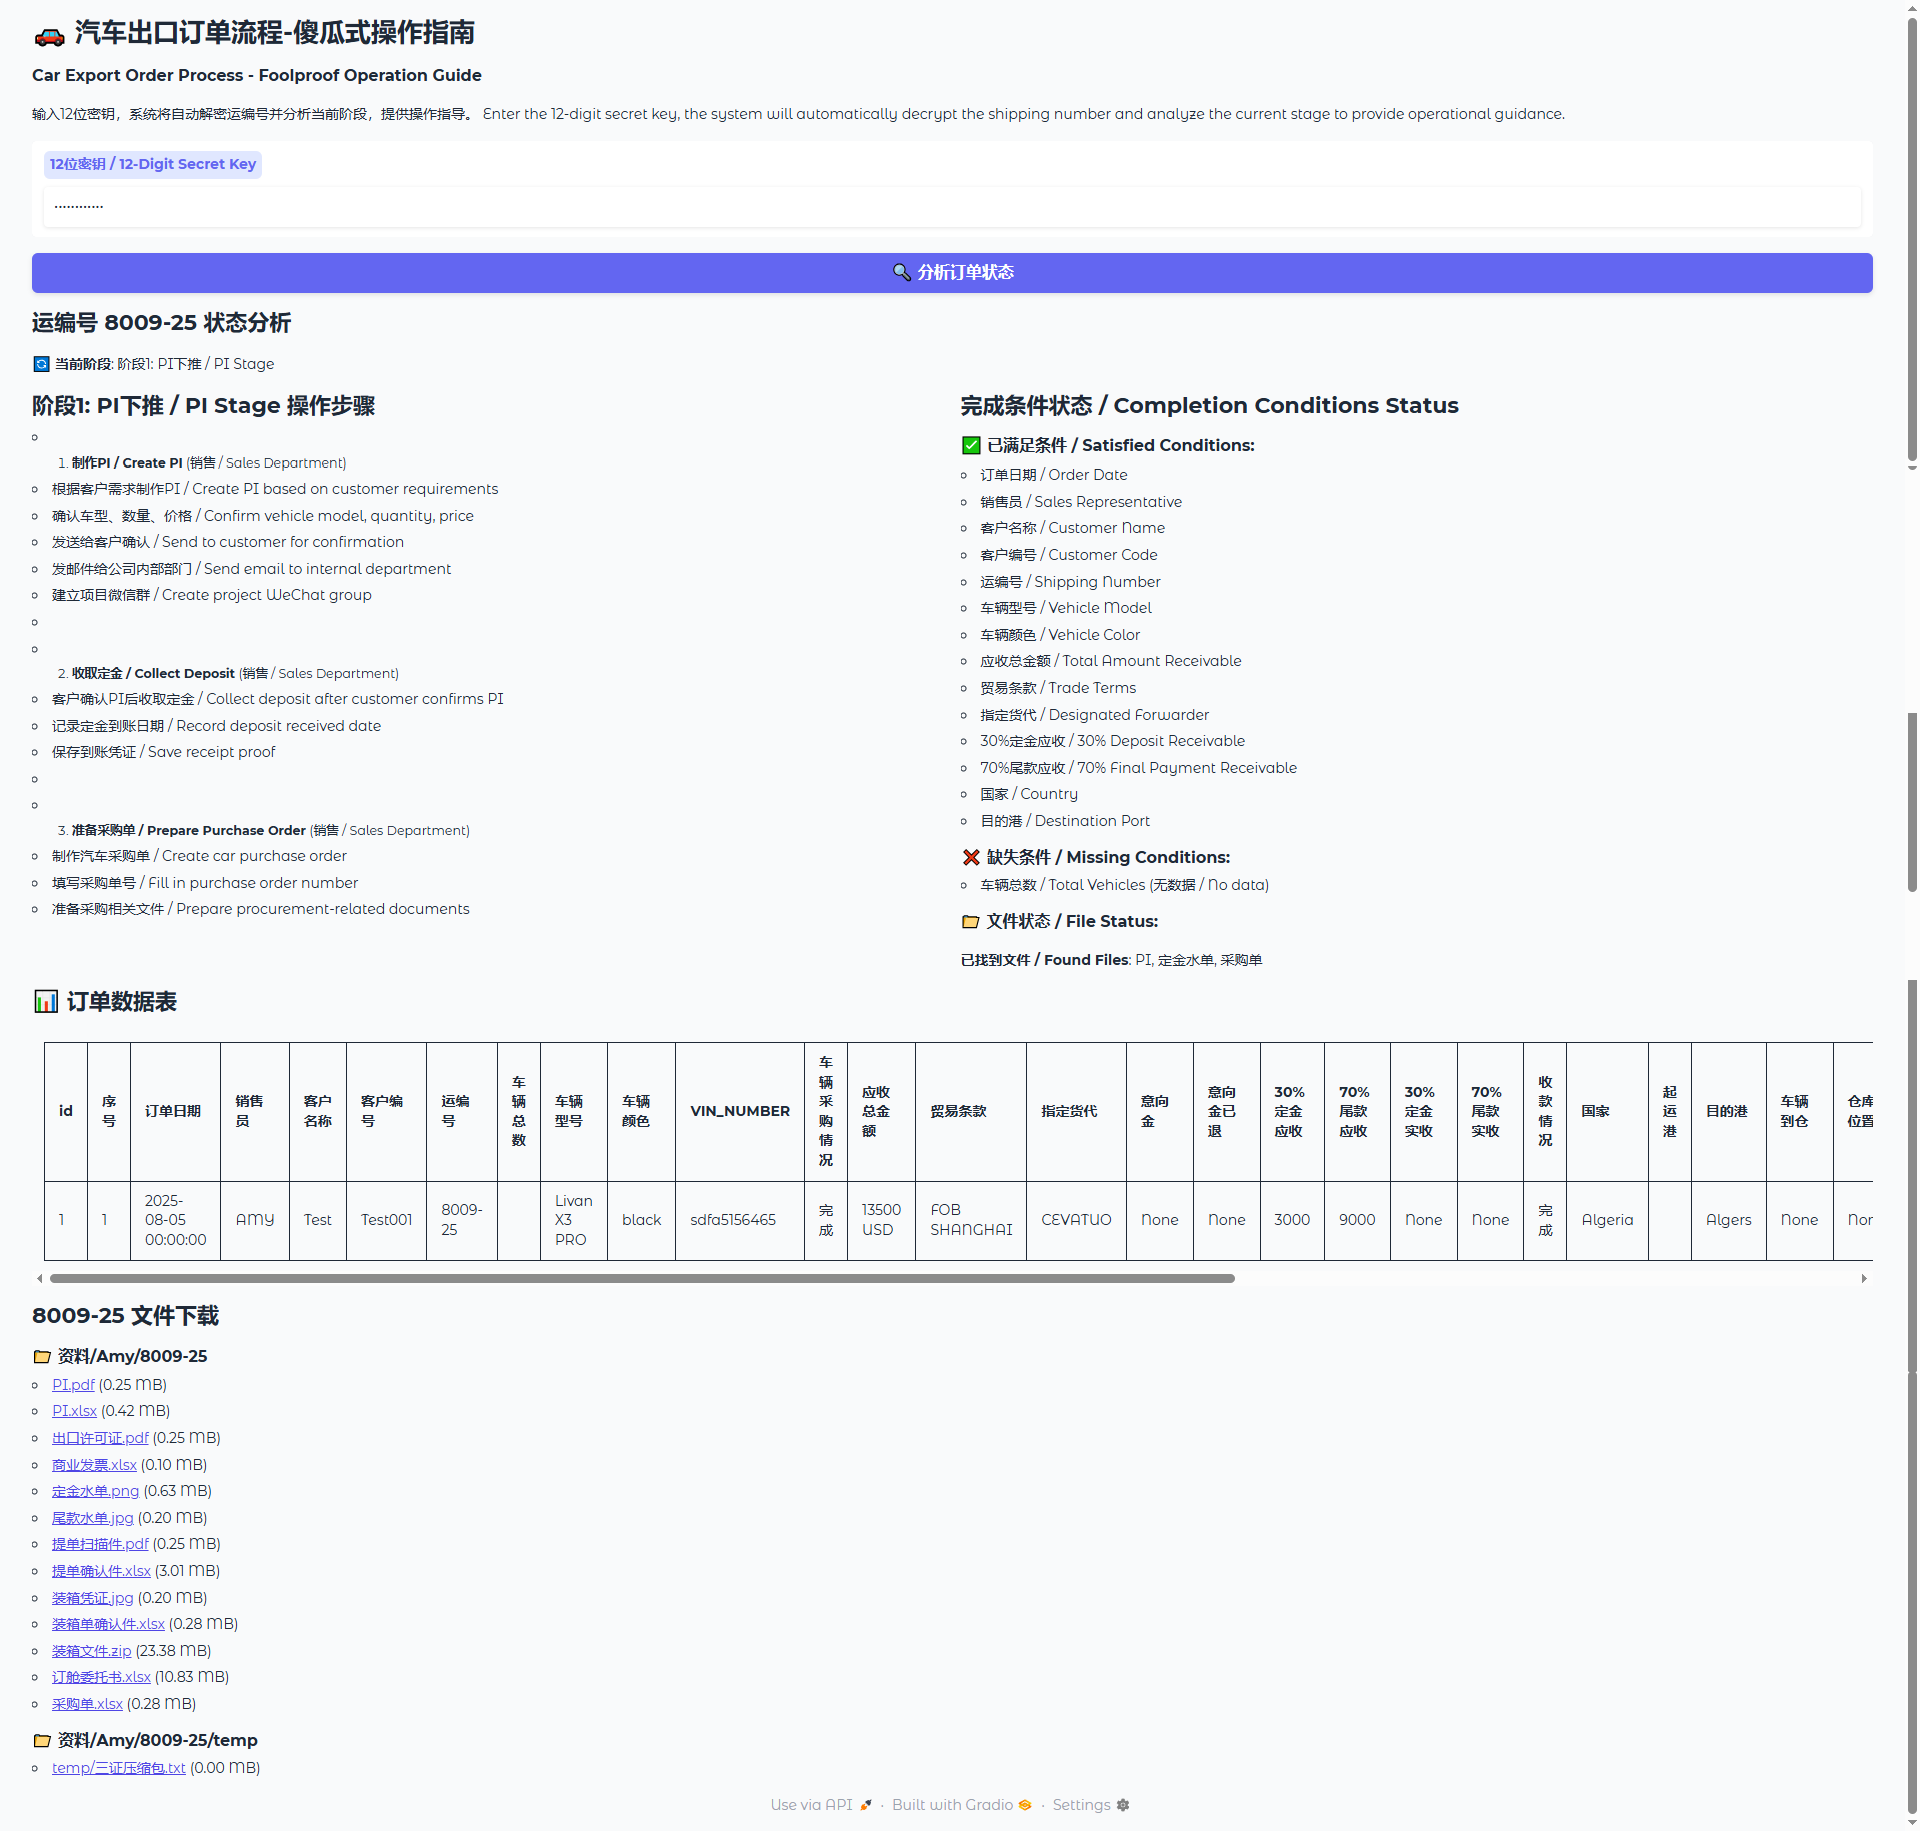 汽车出口订单流程-傻瓜式操作指南
Car Export Order Process - Foolproof Operation Guide
输入12位密钥，系统将自动解密运编号并分析当前阶段，提供操作指导。 Enter the 12-digit secret key, the system will automatically decrypt the shipping number and analyze the current stage to provide operational guidance.
12位密钥 / 12-Digit Secret Key
............
分析订单状态
运编号 8009-25 状态分析
当前阶段: 阶段1: PI下推 / PI Stage
阶段1: PI下推 / PI Stage 操作步骤
1. 制作PI / Create PI (销售 / Sales Department)
根据客户需求制作PI / Create PI based on customer requirements
确认车型、数量、价格 / Confirm vehicle model, quantity, price
发送给客户确认 / Send to customer for confirmation
发邮件给公司内部部门 / Send email to internal department
建立项目微信群 / Create project WeChat group
2. 收取定金 / Collect Deposit (销售 / Sales Department)
客户确认PI后收取定金 / Collect deposit after customer confirms PI
记录定金到账日期 / Record deposit received date
保存到账凭证 / Save receipt proof
3. 准备采购单 / Prepare Purchase Order (销售 / Sales Department)
制作汽车采购单 / Create car purchase order
填写采购单号 / Fill in purchase order number
准备采购相关文件 / Prepare procurement-related documents
完成条件状态 / Completion Conditions Status
已满足条件 / Satisfied Conditions:
订单日期 / Order Date
销售员 / Sales Representative
客户名称 / Customer Name
客户编号 / Customer Code
运编号 / Shipping Number
车辆型号 / Vehicle Model
车辆颜色 / Vehicle Color
应收总金额 / Total Amount Receivable
贸易条款 / Trade Terms
指定货代 / Designated Forwarder
30%定金应收 / 30% Deposit Receivable
70%尾款应收 / 70% Final Payment Receivable
国家 / Country
目的港 / Destination Port
缺失条件 / Missing Conditions:
车辆总数 / Total Vehicles (无数据 / No data)
文件状态 / File Status:
已找到文件 / Found Files: PI, 定金水单, 采购单
订单数据表
id 序号 订单日期 销售员 客户名称 客户编号 运编号 车辆总数 车辆型号 车辆颜色 VIN_NUMBER 车辆采购情况 应收总金额 贸易条款 指定货代 意向金 意向金已退 30%定金应收 70%尾款应收 30%定金实收 70%尾款实收 收款情况 国家 起运港 目的港 车辆到仓 仓库位置
1 1 2025-08-05 00:00:00 AMY Test Test001 8009-25 Livan X3 PRO black sdfa5156465 完成 13500 USD FOB SHANGHAI CEVATUO None None 3000 9000 None None 完成 Algeria Algers None Nor
8009-25 文件下载
资料/Amy/8009-25
PI.pdf (0.25 MB)
PI.xlsx (0.42 MB)
出口许可证.pdf (0.25 MB)
商业发票.xlsx (0.10 MB)
定金水单.png (0.63 MB)
尾款水单.jpg (0.20 MB)
提单扫描件.pdf (0.25 MB)
提单确认件.xlsx (3.01 MB)
装箱凭证.jpg (0.20 MB)
装箱单确认件.xlsx (0.28 MB)
装箱文件.zip (23.38 MB)
订舱委托书.xlsx (10.83 MB)
采购单.xlsx (0.28 MB)
资料/Amy/8009-25/temp
temp/三证压缩包.txt (0.00 MB)
Use via API · Built with Gradio · Settings